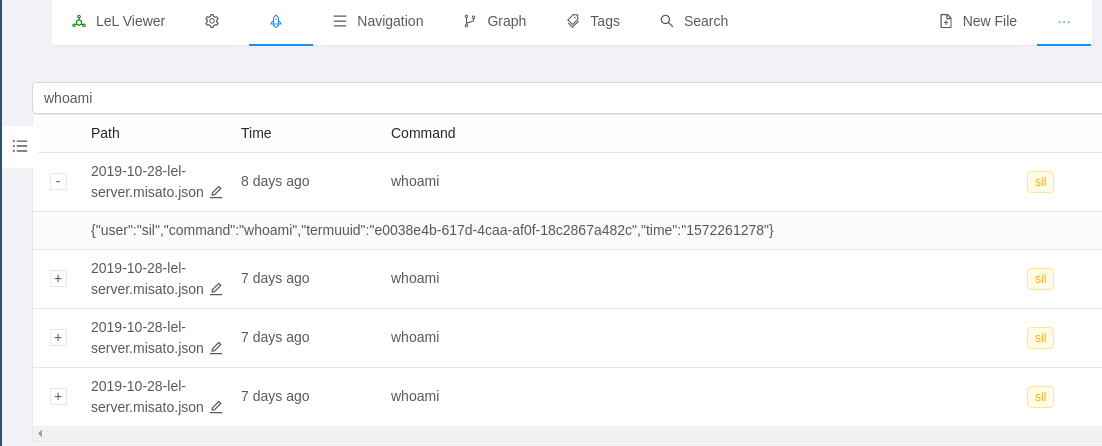 LeL Viewer Navigation Graph Tags Search New File ···
whoami
Path Time Command
2019-10-28-lel-
server.misato.json
- 8 days ago whoami sil
{"user":"sil","command":"whoami","termuuid":"e0038e4b-617d-4caa-af0f-18c2867a482c","time":"1572261278"}
2019-10-28-lel-
server.misato.json
+ 7 days ago whoami sil
2019-10-28-lel-
server.misato.json
+ 7 days ago whoami sil
2019-10-28-lel-
server.misato.json
+ 7 days ago whoami sil